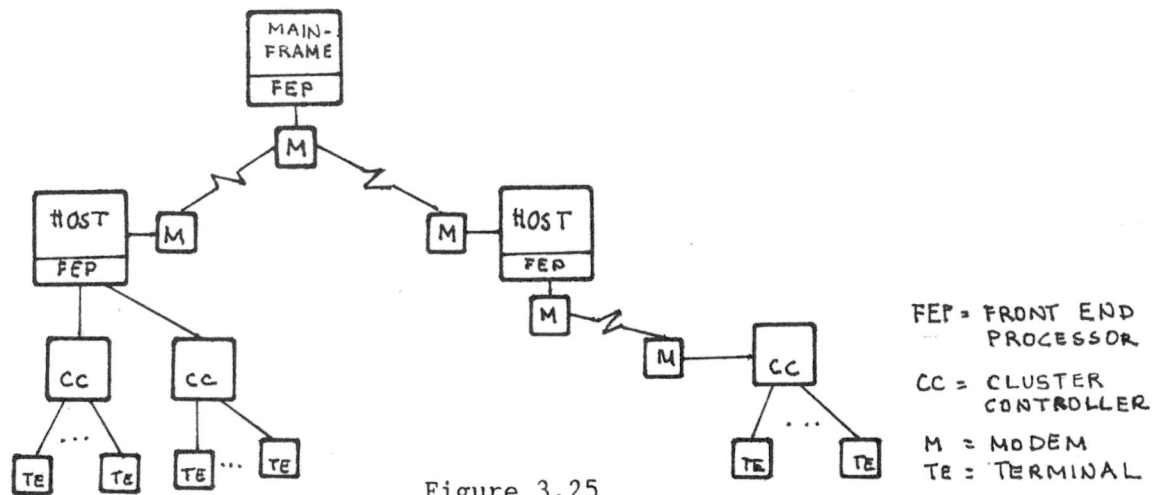 MAIN-
FRAME
FEP
M
HOST
FEP
M
M
HOST
FEP
M
M
CC
CC
CC
TE
...
TE
TE
...
TE
TE
...
TE
FEP = FRONT END
PROCESSOR
CC = CLUSTER
CONTROLLER
M = MODEM
TE = TERMINAL
Figure 3.25